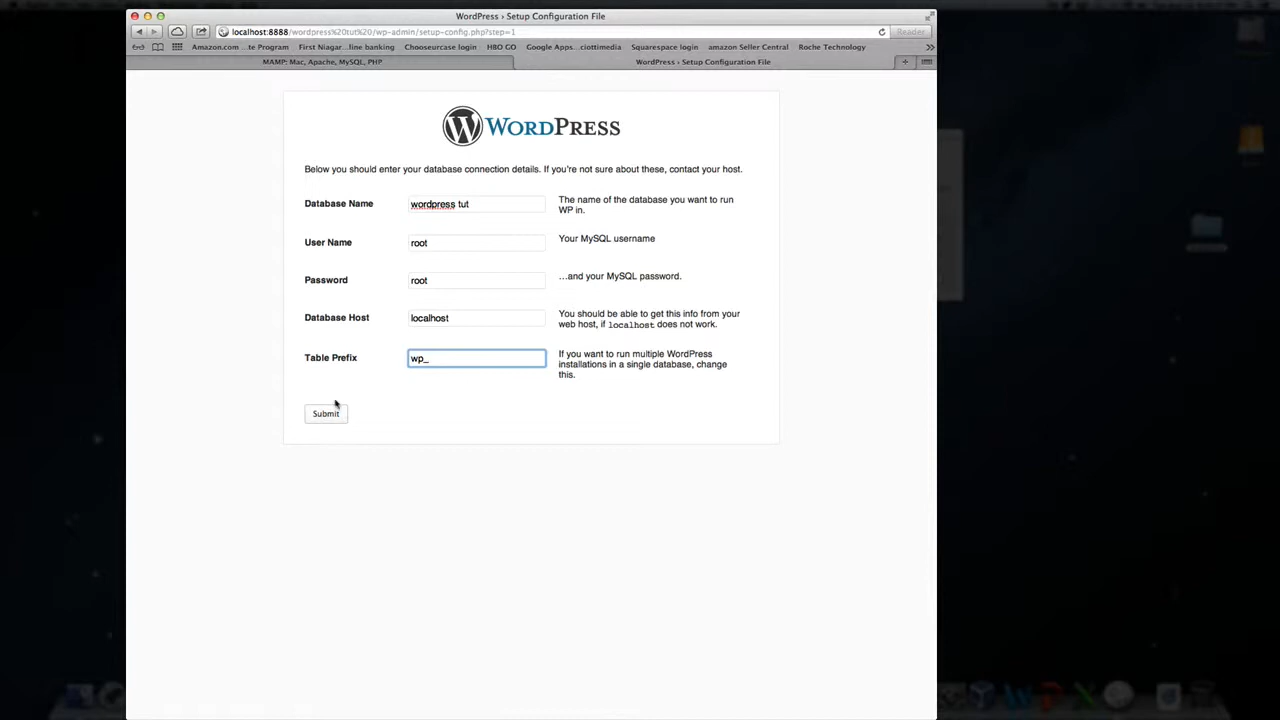 WordPress › Setup Configuration File
localhost:8888/wordpress%20tut%20/wp-admin/setup-config.php?step=1
Reader
Amazon.com ...te Program First Niagar...line banking Chooseurcase login HBO GO Google Apps...ciottimedia Squarespace login amazon Seller Central Roche Technology
MAMP: Mac, Apache, MySQL, PHP WordPress › Setup Configuration File
WORDPRESS
Below you should enter your database connection details. If you're not sure about these, contact your host.
Database Name wordpress tut The name of the database you want to run
WP in.
User Name root Your MySQL username
Password root …and your MySQL password.
Database Host localhost You should be able to get this info from your
web host, if localhost does not work.
Table Prefix wp_ If you want to run multiple WordPress
installations in a single database, change
this.
Submit